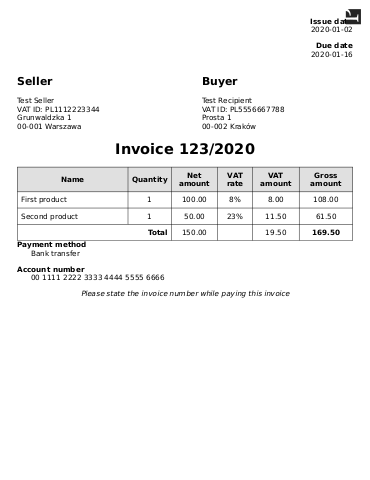 Issue date
2020-01-02
Due date
2020-01-16
Seller
Buyer
Test Seller
VAT ID: PL1112223344
Grunwaldzka 1
00-001 Warszawa
Test Recipient
VAT ID: PL5556667788
Prosta 1
00-002 Kraków
Invoice 123/2020
Name Quantity Net amount VAT rate VAT amount Gross amount
First product 1 100.00 8% 8.00 108.00
Second product 1 50.00 23% 11.50 61.50
Total 150.00 19.50 169.50
Payment method
Bank transfer
Account number
00 1111 2222 3333 4444 5555 6666
Please state the invoice number while paying this invoice